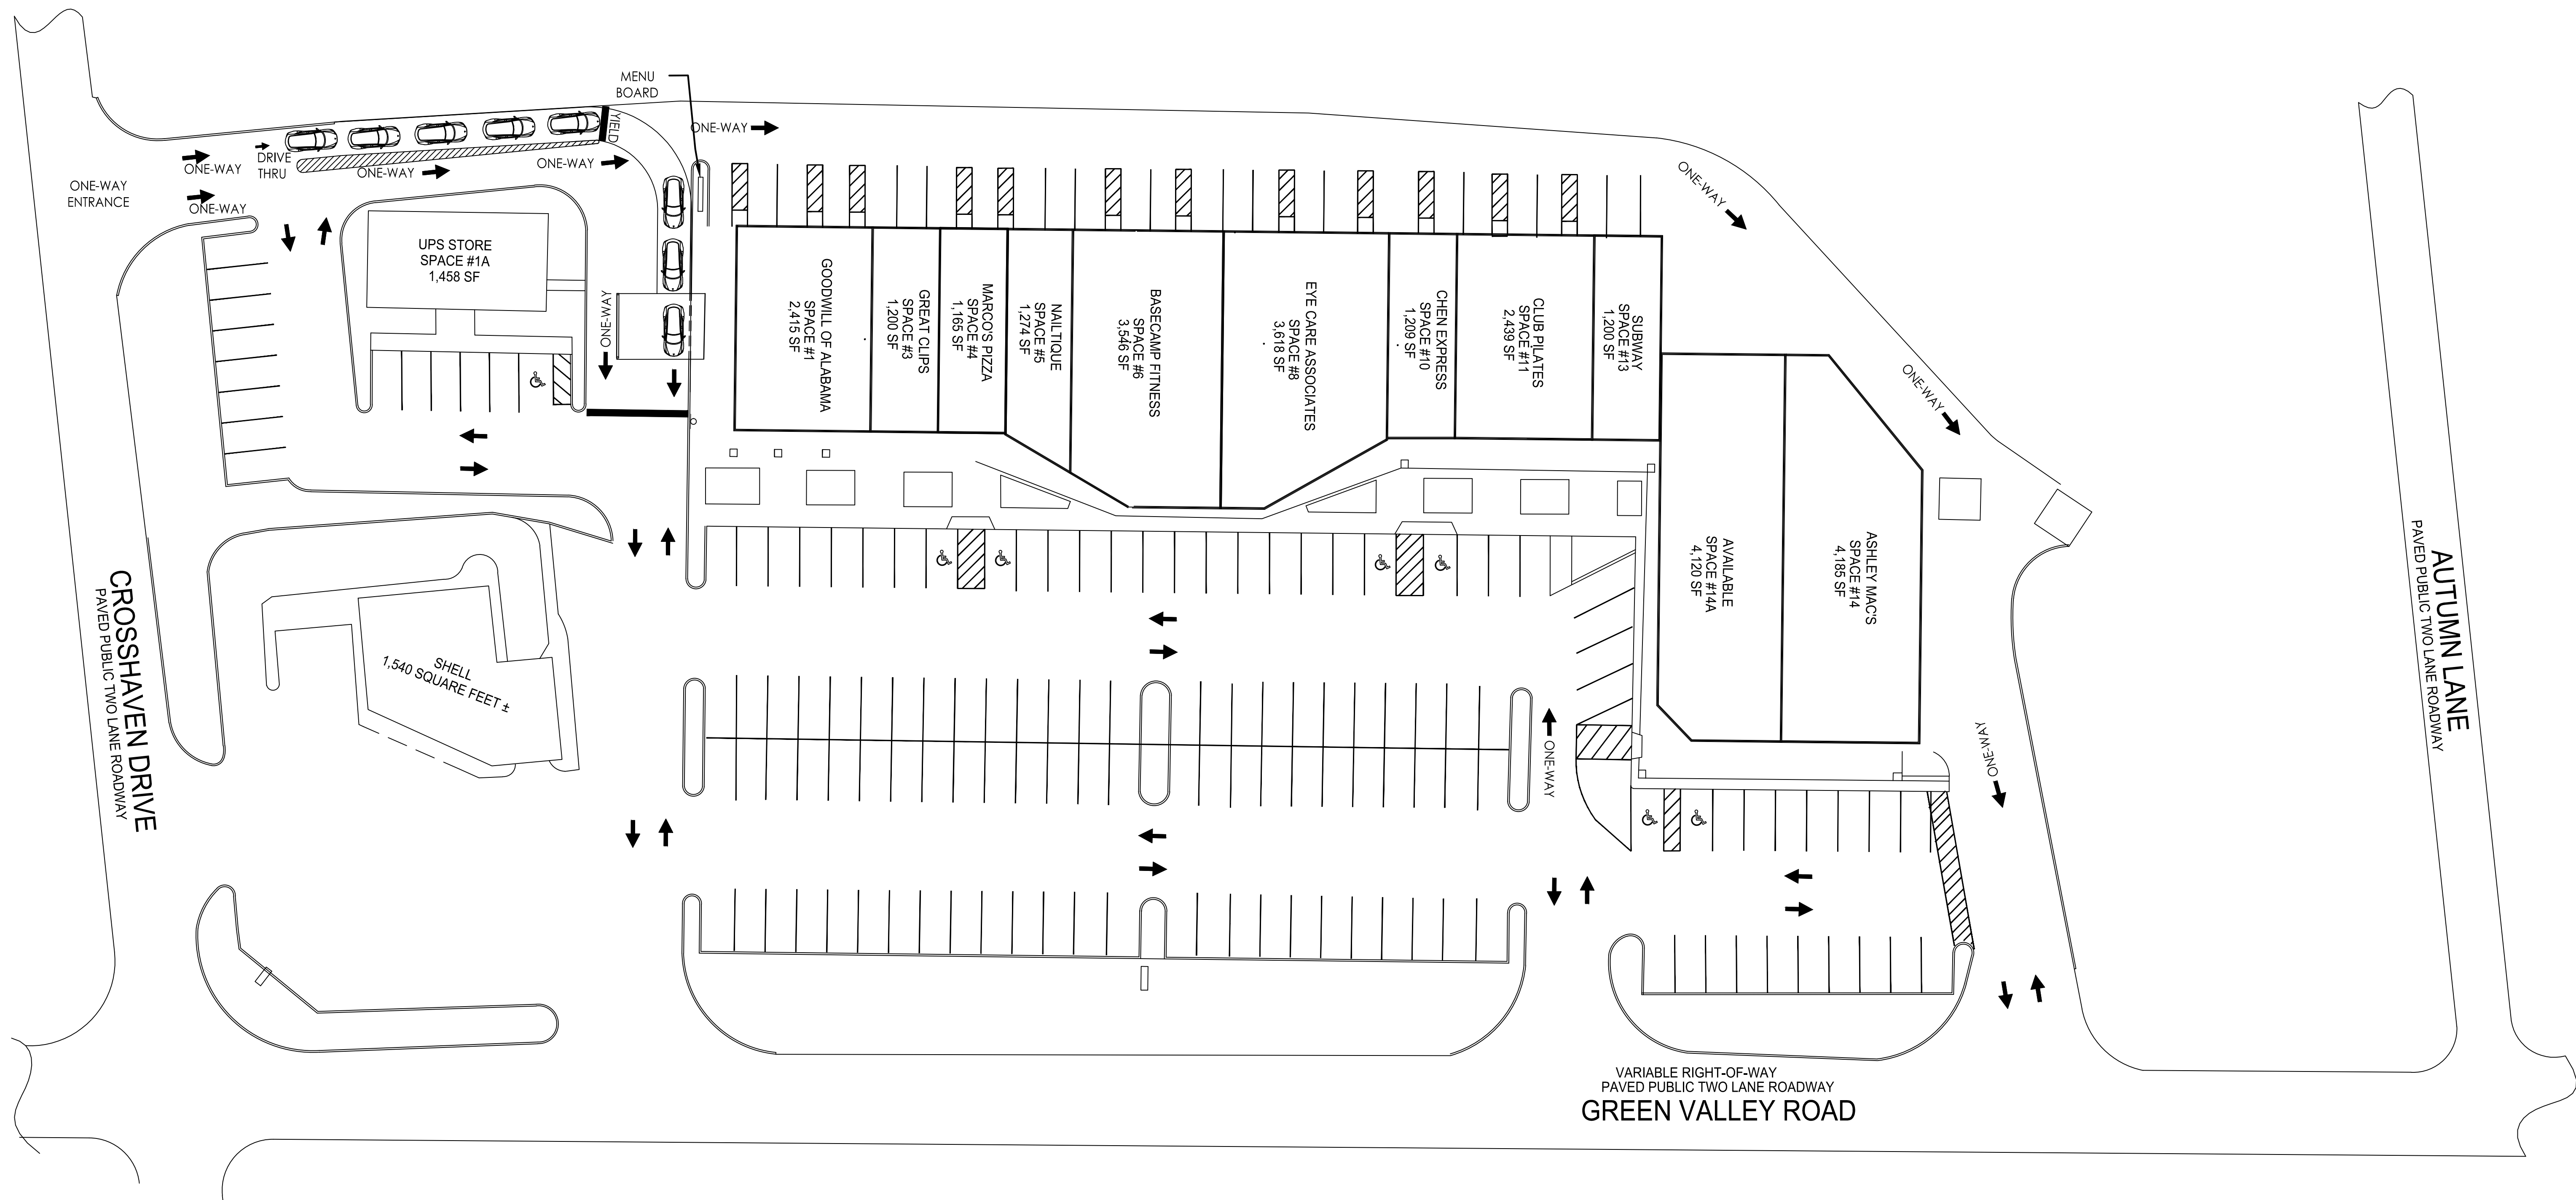 MENU
BOARD
YIELD
ONE-WAY
DRIVE
THRU
ONE-WAY
ONE-WAY
ONE-WAY
ONE-WAY
ENTRANCE
ONE-WAY
ONE-WAY
UPS STORE
SPACE #1A
1,458 SF
ONE-WAY
GOODWILL OF ALABAMA
SPACE #1
2,415 SF
GREAT CLIPS
SPACE #3
1,200 SF
MARCO'S PIZZA
SPACE #4
1,165 SF
NAILTIQUE
SPACE #5
1,274 SF
BASECAMP FITNESS
SPACE #6
3,546 SF
EYE CARE ASSOCIATES
SPACE #8
3,618 SF
CHEN EXPRESS
SPACE #10
1,209 SF
CLUB PILATES
SPACE #11
2,439 SF
SUBWAY
SPACE #13
1,200 SF
ONE-WAY
AVAILABLE
SPACE #14A
4,120 SF
ASHLEY MAC'S
SPACE #14
4,185 SF
ONE-WAY
ONE-WAY
SHELL
1,540 SQUARE FEET ±
CROSSHAVEN DRIVE
PAVED PUBLIC TWO LANE ROADWAY
AUTUMN LANE
PAVED PUBLIC TWO LANE ROADWAY
VARIABLE RIGHT-OF-WAY
PAVED PUBLIC TWO LANE ROADWAY
GREEN VALLEY ROAD